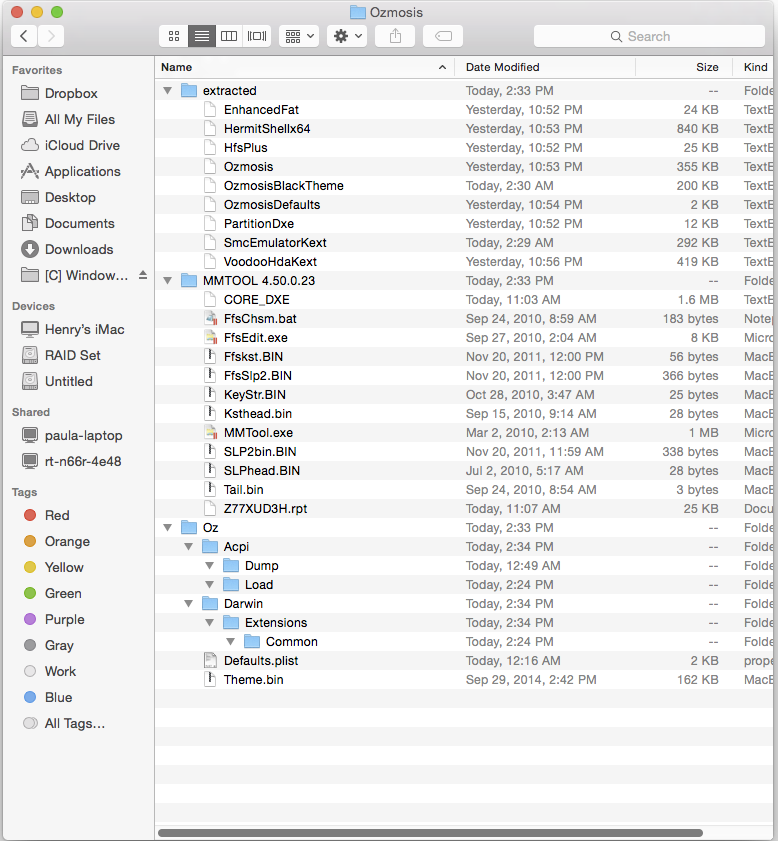 Ozmosis
Search
Favorites
Dropbox
All My Files
iCloud Drive
Applications
Desktop
Documents
Downloads
[C] Window...
Devices
Henry's iMac
RAID Set
Untitled
Shared
paula-laptop
rt-n66r-4e48
Tags
Red
Orange
Yellow
Green
Purple
Gray
Work
Blue
All Tags...
Name Date Modified Size Kind
extracted Today, 2:33 PM -- Folde
EnhancedFat Yesterday, 10:52 PM 24 KB TextE
HermitShellx64 Yesterday, 10:53 PM 840 KB TextE
HfsPlus Yesterday, 10:52 PM 25 KB TextE
Ozmosis Yesterday, 10:53 PM 355 KB TextE
OzmosisBlackTheme Today, 2:30 AM 200 KB TextE
OzmosisDefaults Yesterday, 10:54 PM 2 KB TextE
PartitionDxe Yesterday, 10:52 PM 12 KB TextE
SmcEmulatorKext Today, 2:29 AM 292 KB TextE
VoodooHdaKext Yesterday, 10:56 PM 419 KB TextE
MMTOOL 4.50.0.23 Today, 2:33 PM -- Folde
CORE_DXE Today, 11:03 AM 1.6 MB TextE
FfsChsm.bat Sep 24, 2010, 8:59 AM 183 bytes Notep
FfsEdit.exe Sep 27, 2010, 2:04 AM 8 KB Micro
Ffskst.BIN Nov 20, 2011, 12:00 PM 56 bytes MacB
FfsSlp2.BIN Nov 20, 2011, 12:00 PM 366 bytes MacB
KeyStr.BIN Oct 28, 2010, 3:47 AM 25 bytes MacB
Ksthead.bin Sep 15, 2010, 9:14 AM 28 bytes MacB
MMTool.exe Mar 2, 2010, 2:13 AM 1 MB Micro
SLP2bin.BIN Nov 20, 2011, 11:59 AM 338 bytes MacB
SLPhead.BIN Jul 2, 2010, 5:17 AM 28 bytes MacB
Tail.bin Sep 24, 2010, 8:54 AM 3 bytes MacB
Z77XUD3H.rpt Today, 11:07 AM 25 KB Docu
Oz Today, 2:33 PM -- Folde
Acpi Today, 2:34 PM -- Folde
Dump Today, 12:49 AM -- Folde
Load Today, 2:24 PM -- Folde
Darwin Today, 2:34 PM -- Folde
Extensions Today, 2:34 PM -- Folde
Common Today, 2:24 PM -- Folde
Defaults.plist Today, 12:16 AM 2 KB prope
Theme.bin Sep 29, 2014, 2:42 PM 162 KB MacB